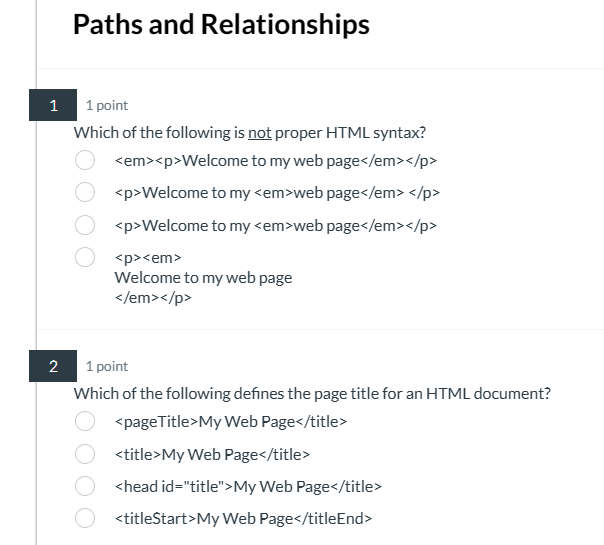 Paths and Relationships
1
1 point
Which of the following is not proper HTML syntax?
<em><p>Welcome to my web page</em></p>
<p>Welcome to my <em>web page</em> </p>
<p>Welcome to my <em>web page</em></p>
<p><em>
Welcome to my web page
</em></p>
2
1 point
Which of the following defines the page title for an HTML document?
<pageTitle>My Web Page</title>
<title>My Web Page</title>
<head id="title">My Web Page</title>
<titleStart>My Web Page</titleEnd>